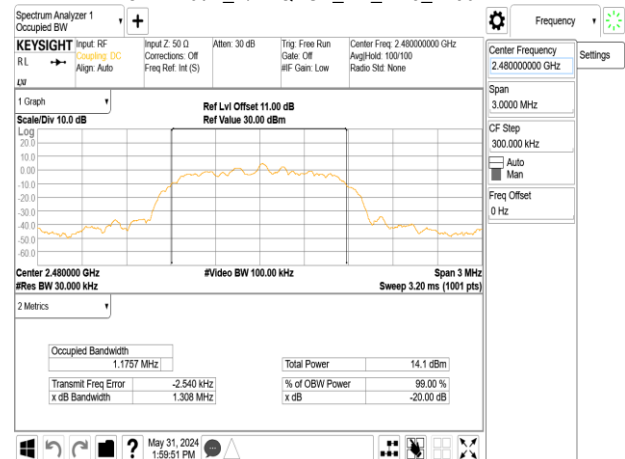 Spectrum Analyzer 1
Occupied BW
+
Frequency
KEYSIGHT
Input: RF
Coupling: DC
Align: Auto
Input Z: 50 Ω
Corrections: Off
Freq Ref: Int (S)
Atten: 30 dB
Trig: Free Run
Gate: Off
#IF Gain: Low
Center Freq: 2.480000000 GHz
Avg|Hold: 100/100
Radio Std: None
RL
LXI
Center Frequency
2.480000000 GHz
Settings
Span
3.0000 MHz
CF Step
300.000 kHz
Auto
Man
Freq Offset
0 Hz
1 Graph
Scale/Div 10.0 dB
Ref Lvl Offset 11.00 dB
Ref Value 30.00 dBm
Log
20.0
10.0
0.00
-10.0
-20.0
-30.0
-40.0
-50.0
-60.0
Center 2.480000 GHz
#Res BW 30.000 kHz
#Video BW 100.00 kHz
Span 3 MHz
Sweep 3.20 ms (1001 pts)
2 Metrics
Occupied Bandwidth
1.1757 MHz
Transmit Freq Error -2.540 kHz
x dB Bandwidth 1.308 MHz
Total Power 14.1 dBm
% of OBW Power 99.00 %
x dB -20.00 dB
?
May 31, 2024
1:59:51 PM